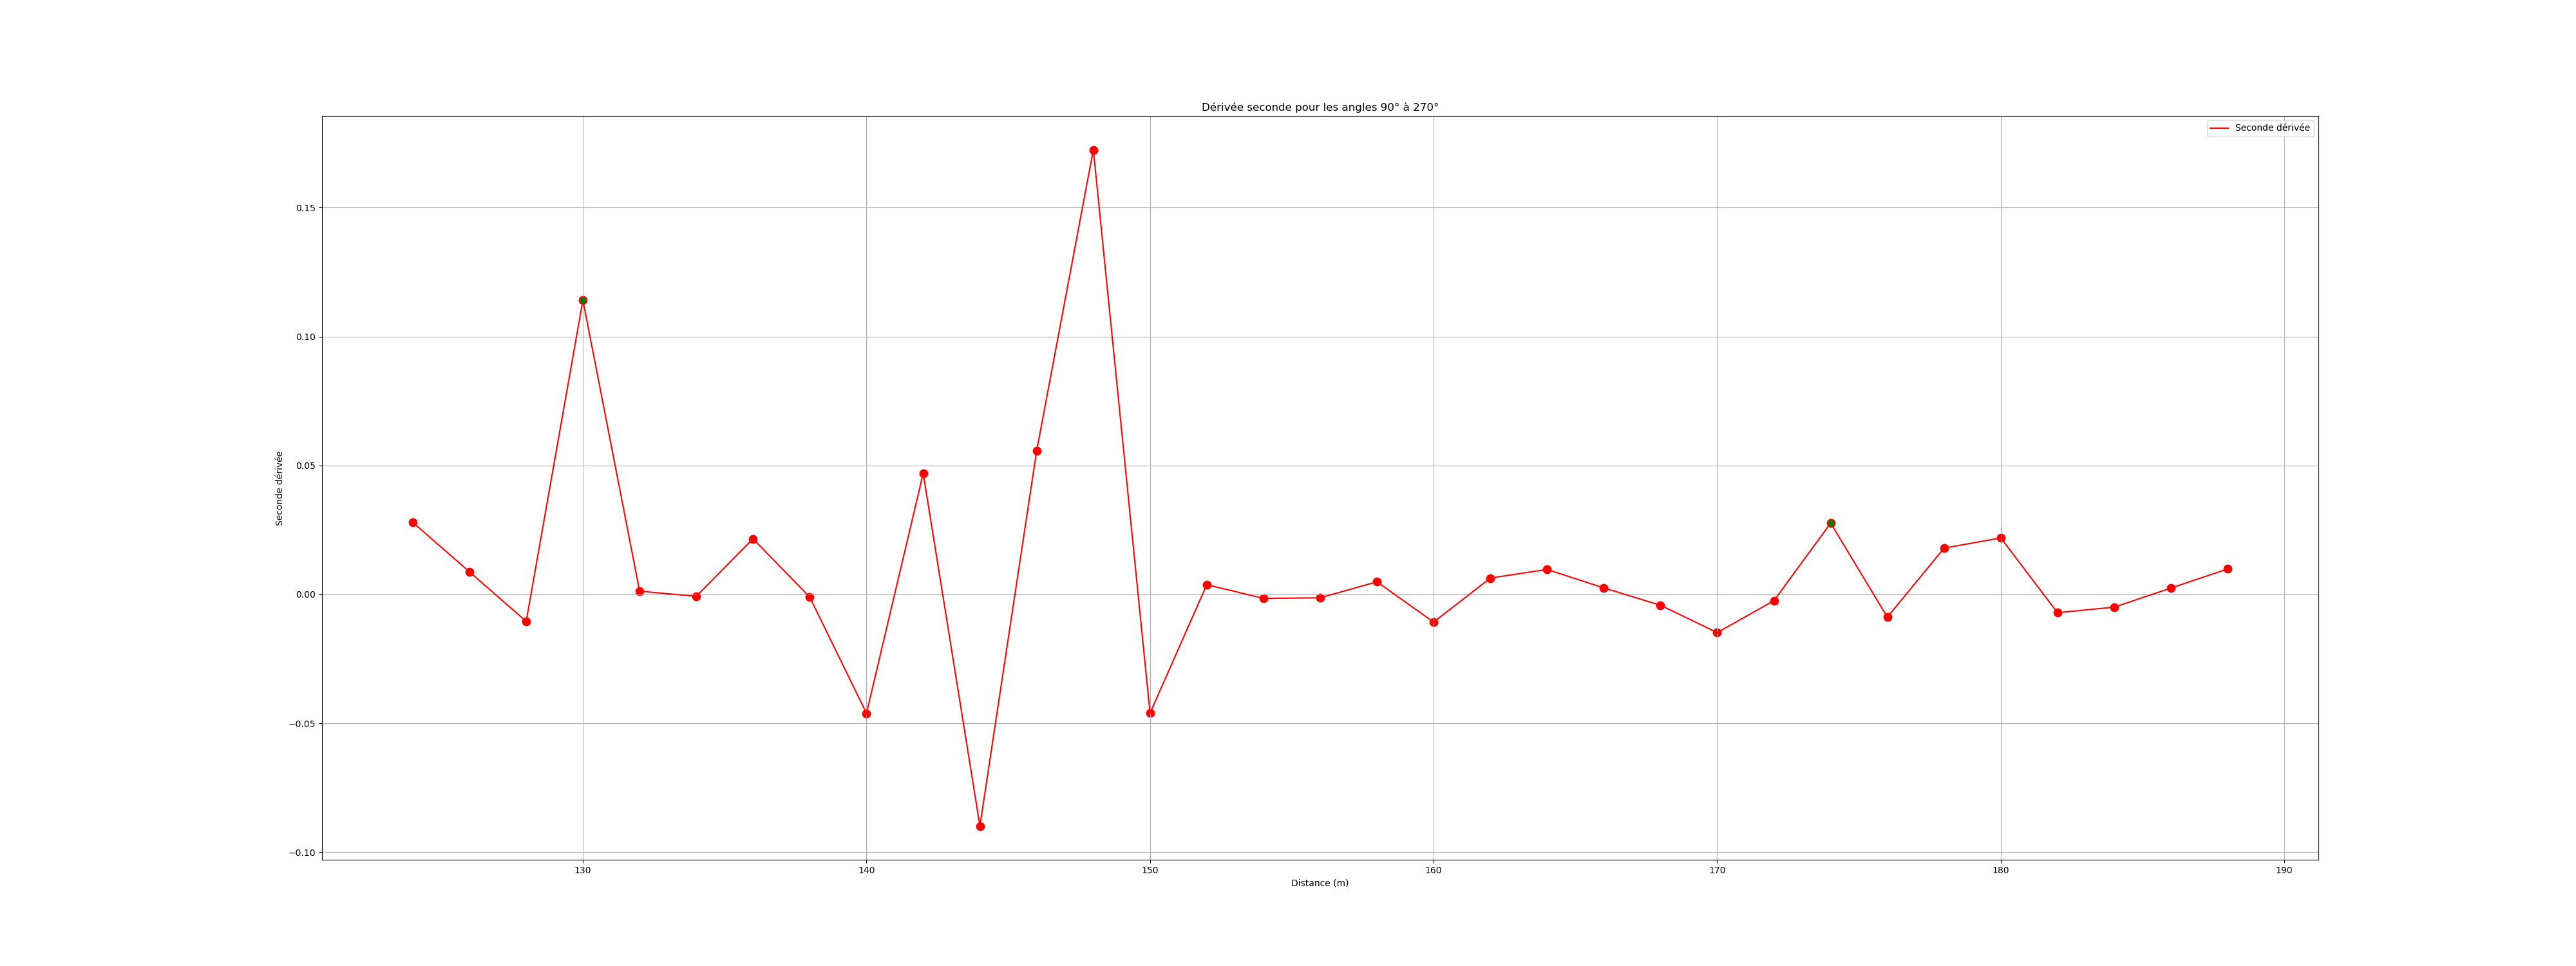 Dérivée seconde pour les angles 90° à 270°
Seconde dérivée
0.15
0.10
0.05
0.00
−0.05
−0.10
Seconde dérivée
130 140 150 160 170 180 190
Distance (m)